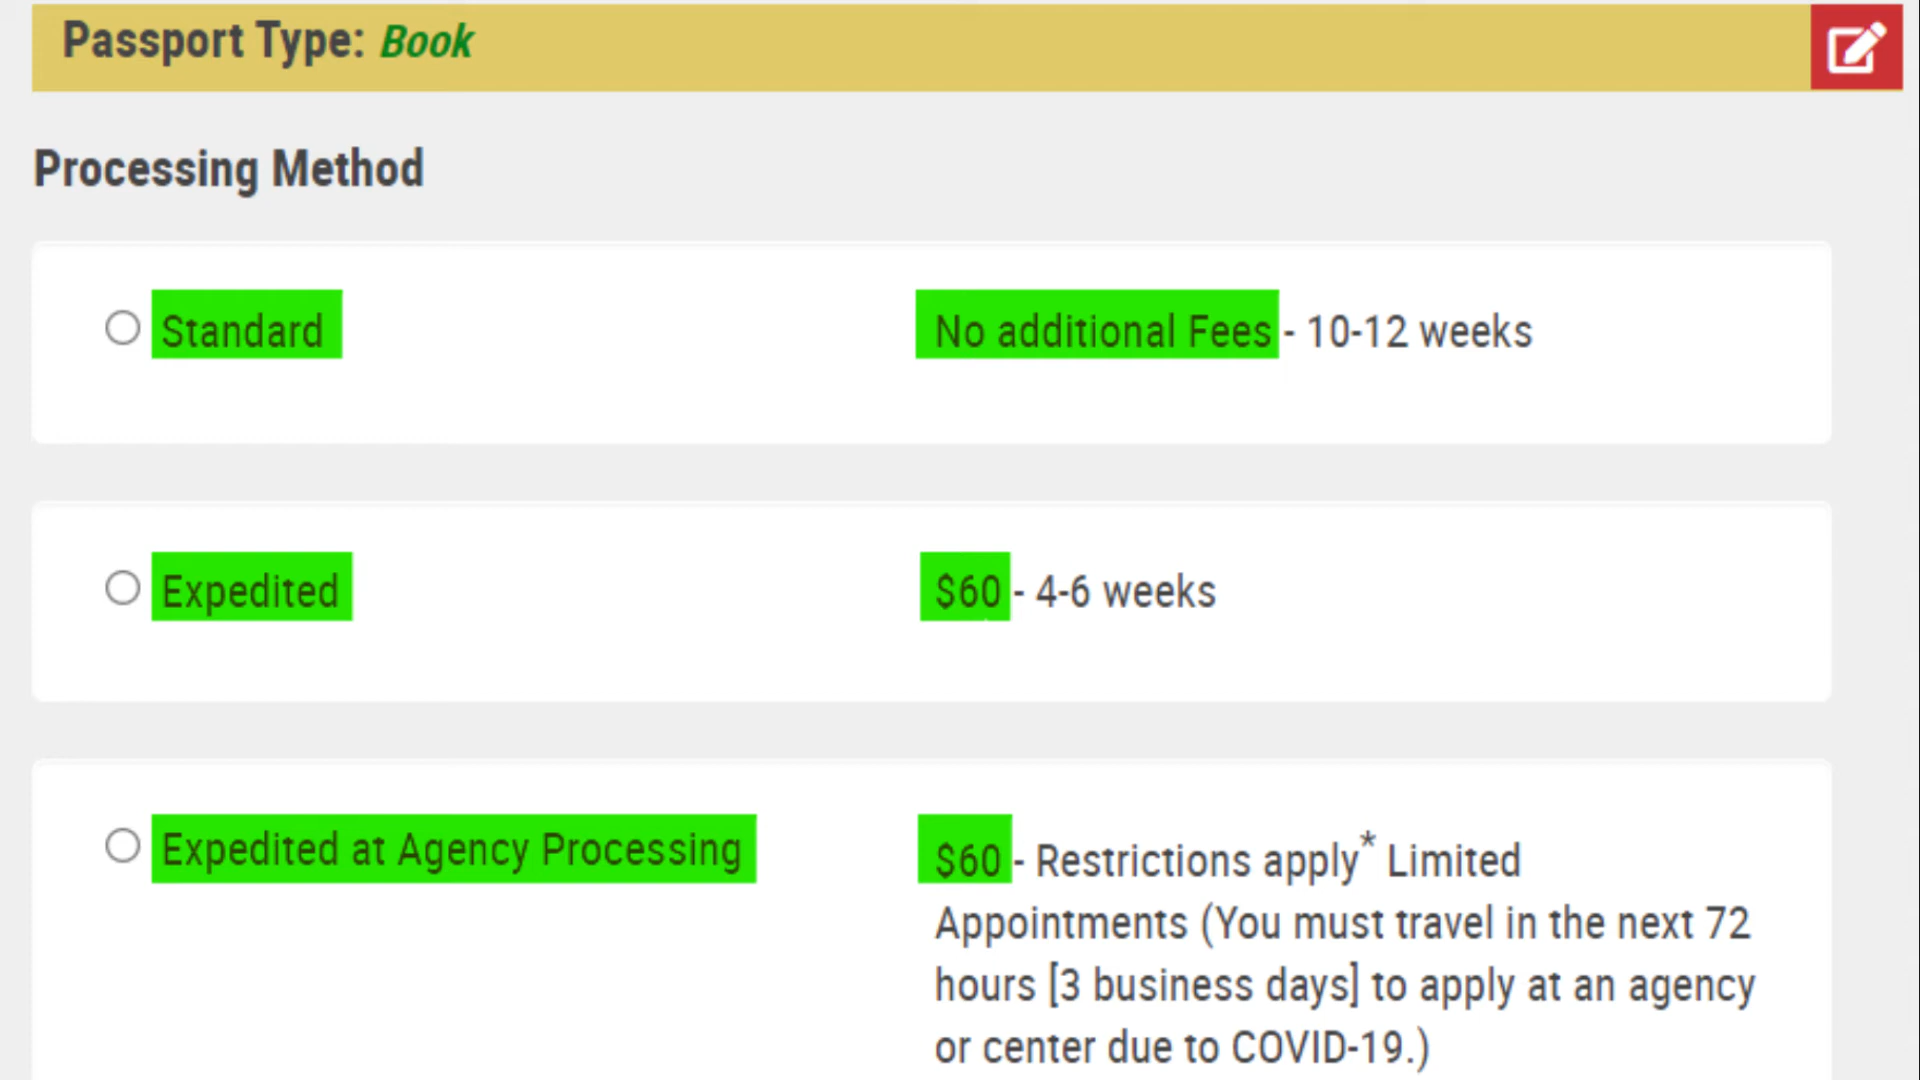 Passport Type: Book
Processing Method
Standard
No additional Fees - 10-12 weeks
Expedited
$60 - 4-6 weeks
Expedited at Agency Processing
$60 - Restrictions apply* Limited
Appointments (You must travel in the next 72
hours [3 business days] to apply at an agency
or center due to COVID-19.)